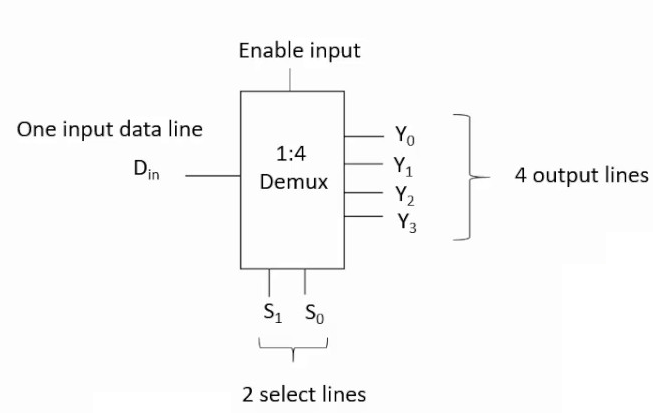 Enable input
One input data line
Din
1:4
Demux
Y0
Y1
Y2
Y3
4 output lines
S1 S0
2 select lines